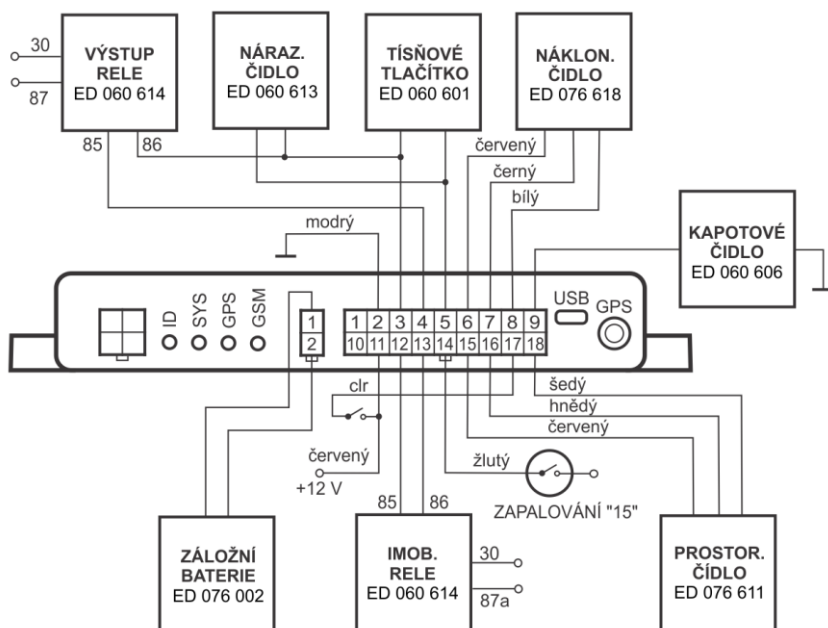 VÝSTUP
RELE
ED 060 614
30
87
85
86
NÁRAZ.
ČIDLO
ED 060 613
TÍSŇOVÉ
TLAČÍTKO
ED 060 601
NÁKLON.
ČIDLO
ED 076 618
červený
černý
bílý
modrý
KAPOTOVÉ
ČIDLO
ED 060 606
ID
SYS
GPS
GSM
1
2
1 2 3 4 5 6 7 8 9
10 11 12 13 14 15 16 17 18
USB
GPS
clr
šedý
hnědý
červený
červený
+12 V
žlutý
ZAPALOVÁNÍ "15"
85
86
ZÁLOŽNÍ
BATERIE
ED 076 002
IMOB.
RELE
ED 060 614
30
87a
PROSTOR.
ČÍDLO
ED 076 611